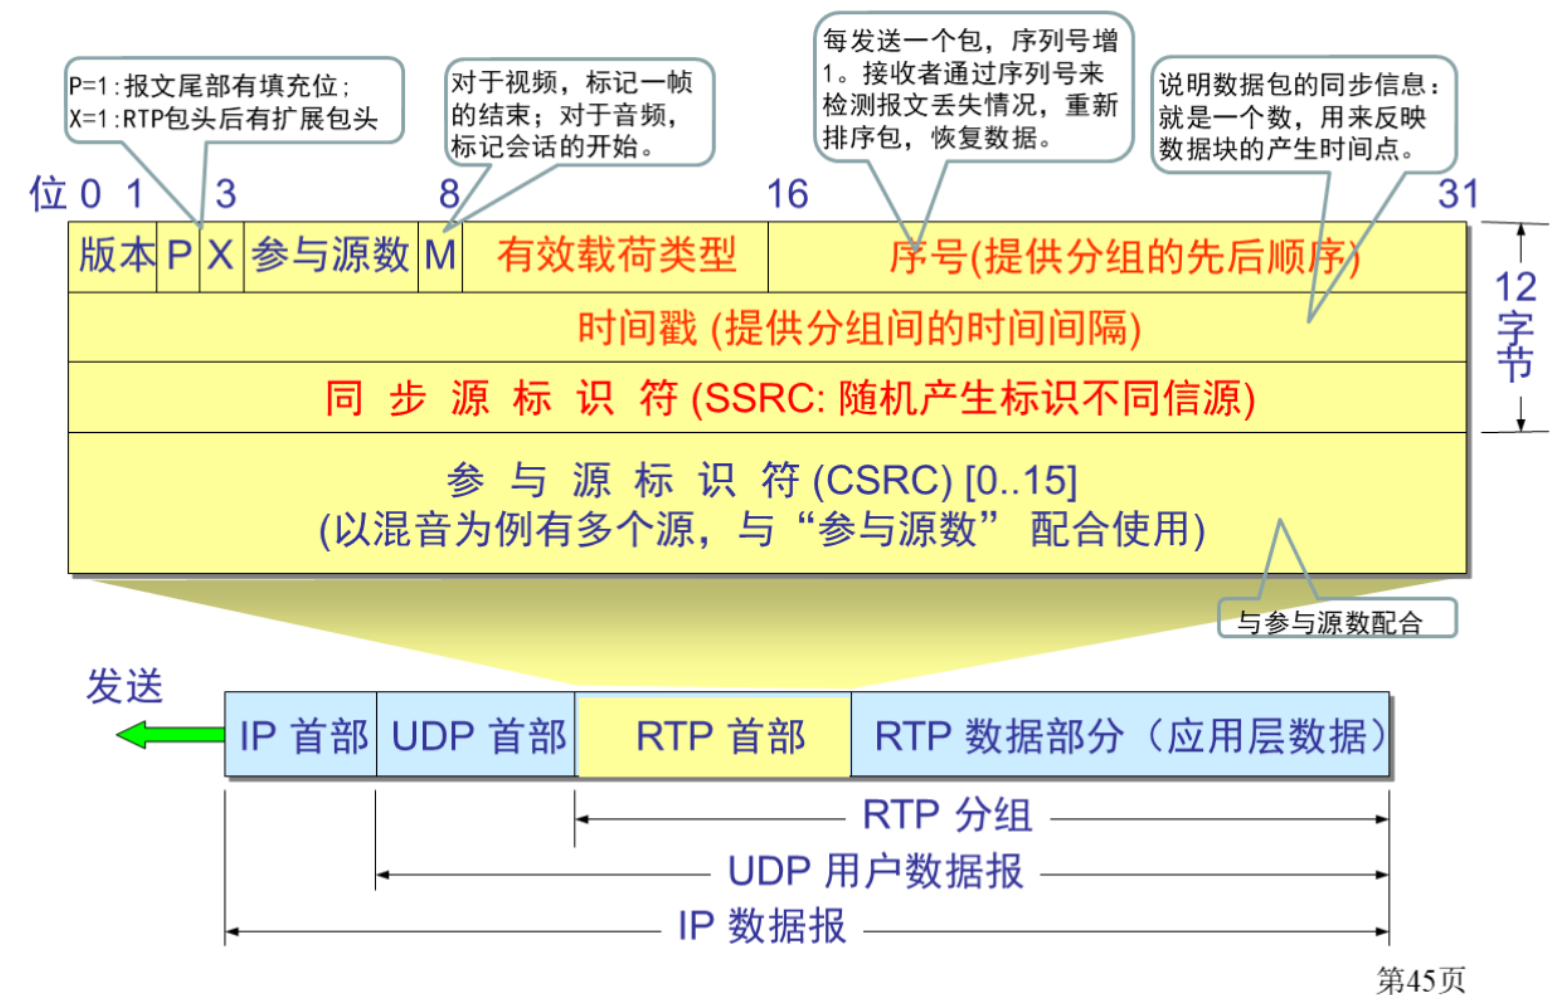 P=1:报文尾部有填充位;
X=1:RTP包头后有扩展包头
对于视频，标记一帧
的结束；对于音频，
标记会话的开始。
每发送一个包，序列号增
1。接收者通过序列号来
检测报文丢失情况，重新
排序包，恢复数据。
说明数据包的同步信息：
就是一个数，用来反映
数据块的产生时间点。
位 0 1 3 8 16 31
版本 P X 参与源数 M 有效载荷类型 序号(提供分组的先后顺序)
时间戳 (提供分组间的时间间隔)
同 步 源 标 识 符 (SSRC: 随机产生标识不同信源)
12
字
节
参 与 源 标 识 符 (CSRC) [0..15]
(以混音为例有多个源，与“参与源数” 配合使用)
与参与源数配合
发送
IP 首部 UDP 首部 RTP 首部 RTP 数据部分（应用层数据）
RTP 分组
UDP 用户数据报
IP 数据报
第45页